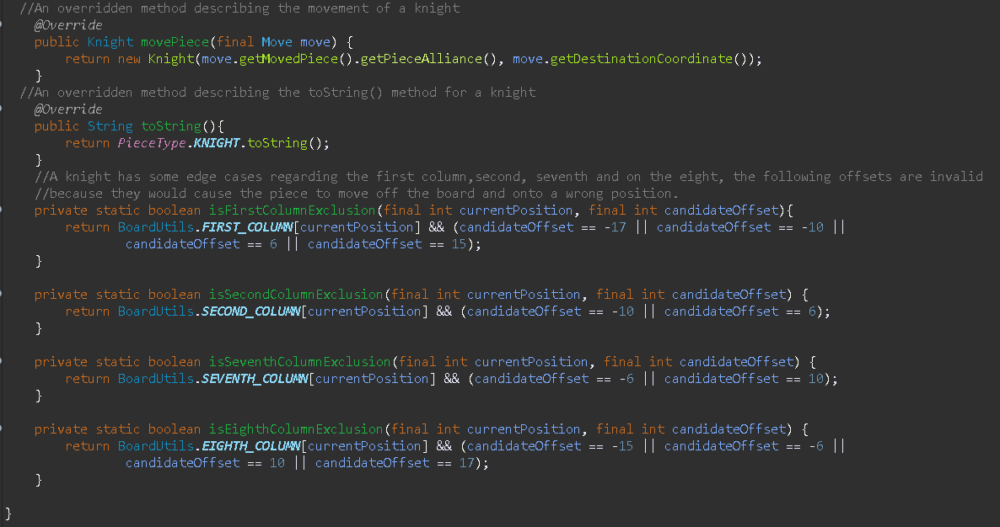 //An overridden method describing the movement of a knight
@Override
public Knight movePiece(final Move move) {
return new Knight(move.getMovedPiece().getPieceAlliance(), move.getDestinationCoordinate());
}
//An overridden method describing the toString() method for a knight
@Override
public String toString(){
return PieceType.KNIGHT.toString();
}
//A knight has some edge cases regarding the first column,second, seventh and on the eight, the following offsets are invalid
//because they would cause the piece to move off the board and onto a wrong position.
private static boolean isFirstColumnExclusion(final int currentPosition, final int candidateOffset){
return BoardUtils.FIRST_COLUMN[currentPosition] && (candidateOffset == -17 || candidateOffset == -10 ||
candidateOffset == 6 || candidateOffset == 15);
}
private static boolean isSecondColumnExclusion(final int currentPosition, final int candidateOffset) {
return BoardUtils.SECOND_COLUMN[currentPosition] && (candidateOffset == -10 || candidateOffset == 6);
}
private static boolean isSeventhColumnExclusion(final int currentPosition, final int candidateOffset) {
return BoardUtils.SEVENTH_COLUMN[currentPosition] && (candidateOffset == -6 || candidateOffset == 10);
}
private static boolean isEighthColumnExclusion(final int currentPosition, final int candidateOffset) {
return BoardUtils.EIGHTH_COLUMN[currentPosition] && (candidateOffset == -15 || candidateOffset == -6 ||
candidateOffset == 10 || candidateOffset == 17);
}
}